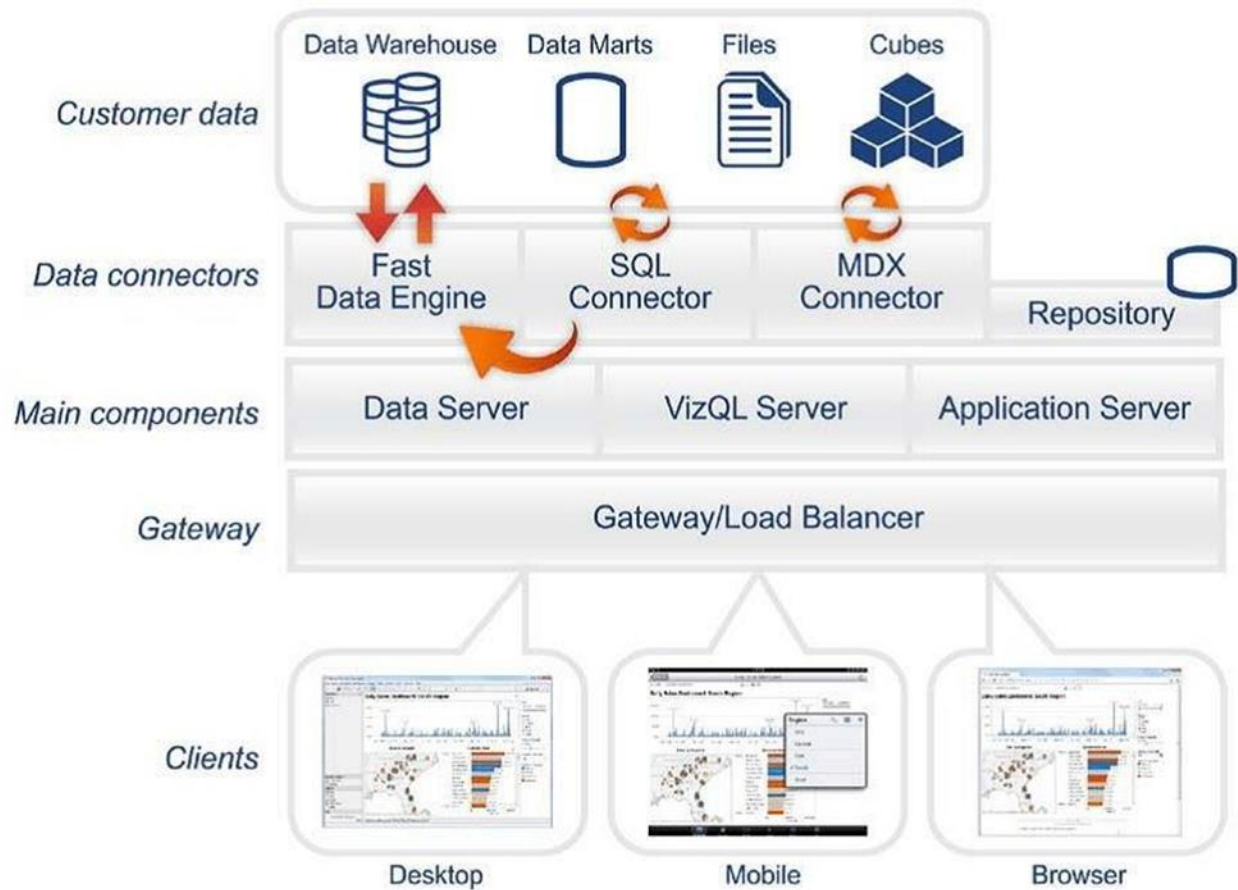 Data Warehouse
Data Marts
Files
Cubes
Customer data
Data connectors
Fast
Data Engine
SQL
Connector
MDX
Connector
Repository
Main components
Data Server
VizQL Server
Application Server
Gateway
Gateway/Load Balancer
Clients
Region
Desktop
Mobile
Browser